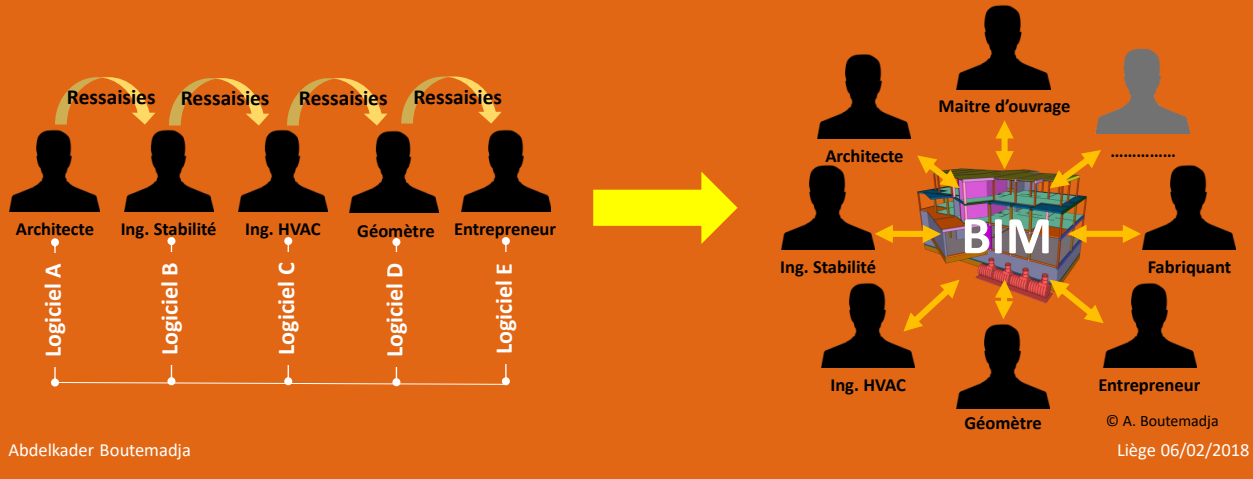 Ressaisies
Ressaisies
Ressaisies
Ressaisies
Architecte
Ing. Stabilité
Ing. HVAC
Géomètre
Entrepreneur
Logiciel A
Logiciel B
Logiciel C
Logiciel D
Logiciel E
Maitre d'ouvrage
……………
Architecte
BIM
Ing. Stabilité
Fabriquant
Ing. HVAC
Entrepreneur
Géomètre
© A. Boutemadja
Abdelkader Boutemadja
Liège 06/02/2018